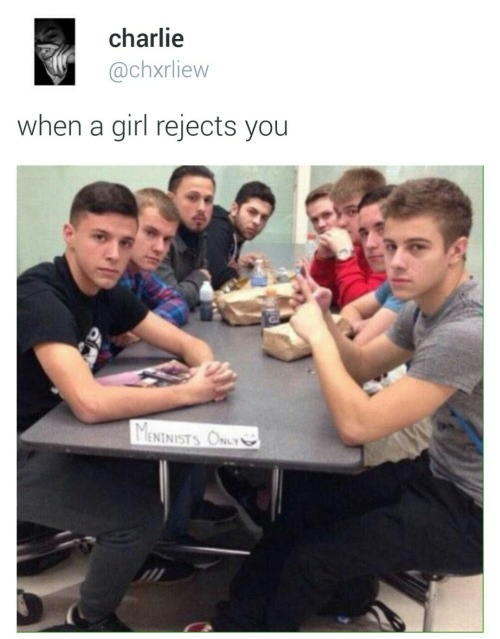 charlie
@chxrliew
when a girl rejects you
MENINISTS ONLY